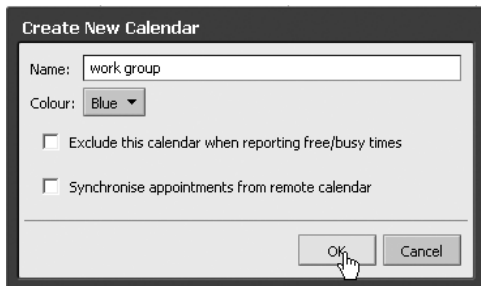 Create New Calendar
Name: work group
Colour: Blue
Exclude this calendar when reporting free/busy times
Synchronise appointments from remote calendar
OK Cancel